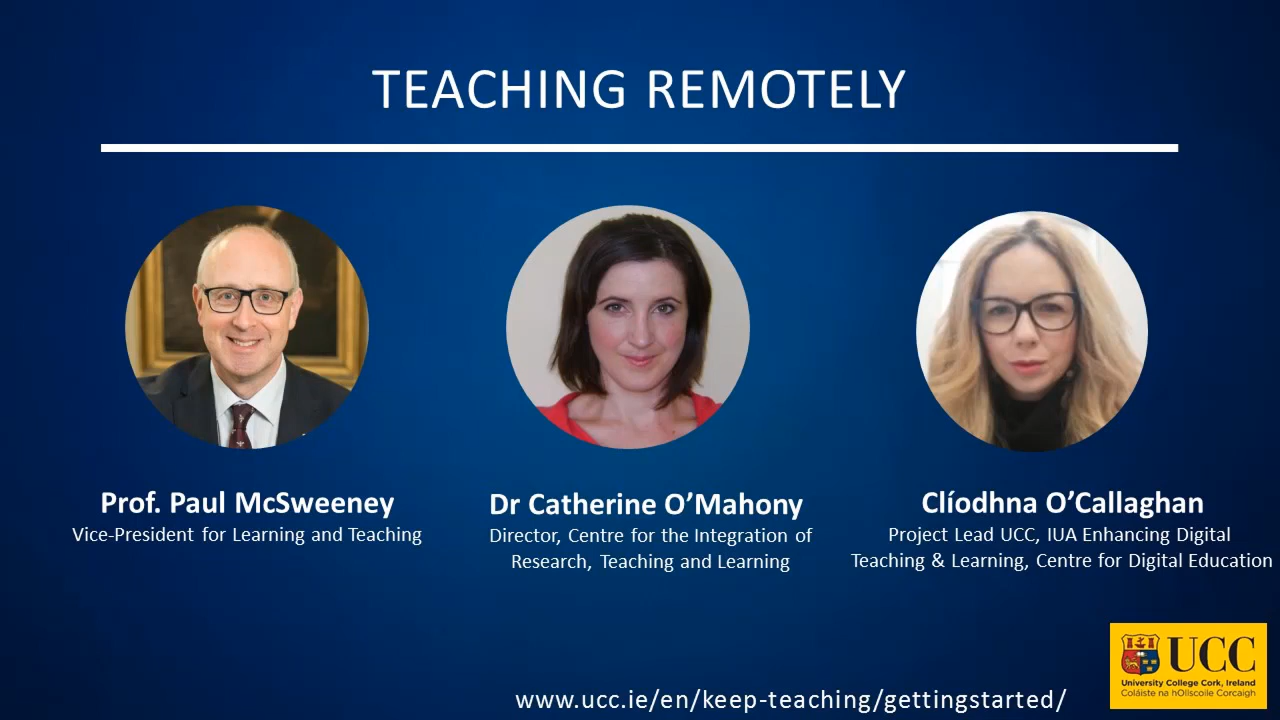 TEACHING REMOTELY
Prof. Paul McSweeney
Vice-President for Learning and Teaching
Dr Catherine O’Mahony
Director, Centre for the Integration of
Research, Teaching and Learning
Clíodhna O’Callaghan
Project Lead UCC, IUA Enhancing Digital
Teaching & Learning, Centre for Digital Education
www.ucc.ie/en/keep-teaching/gettingstarted/
UCC
University College Cork, Ireland
Coláiste na hOllscoile Corcaigh